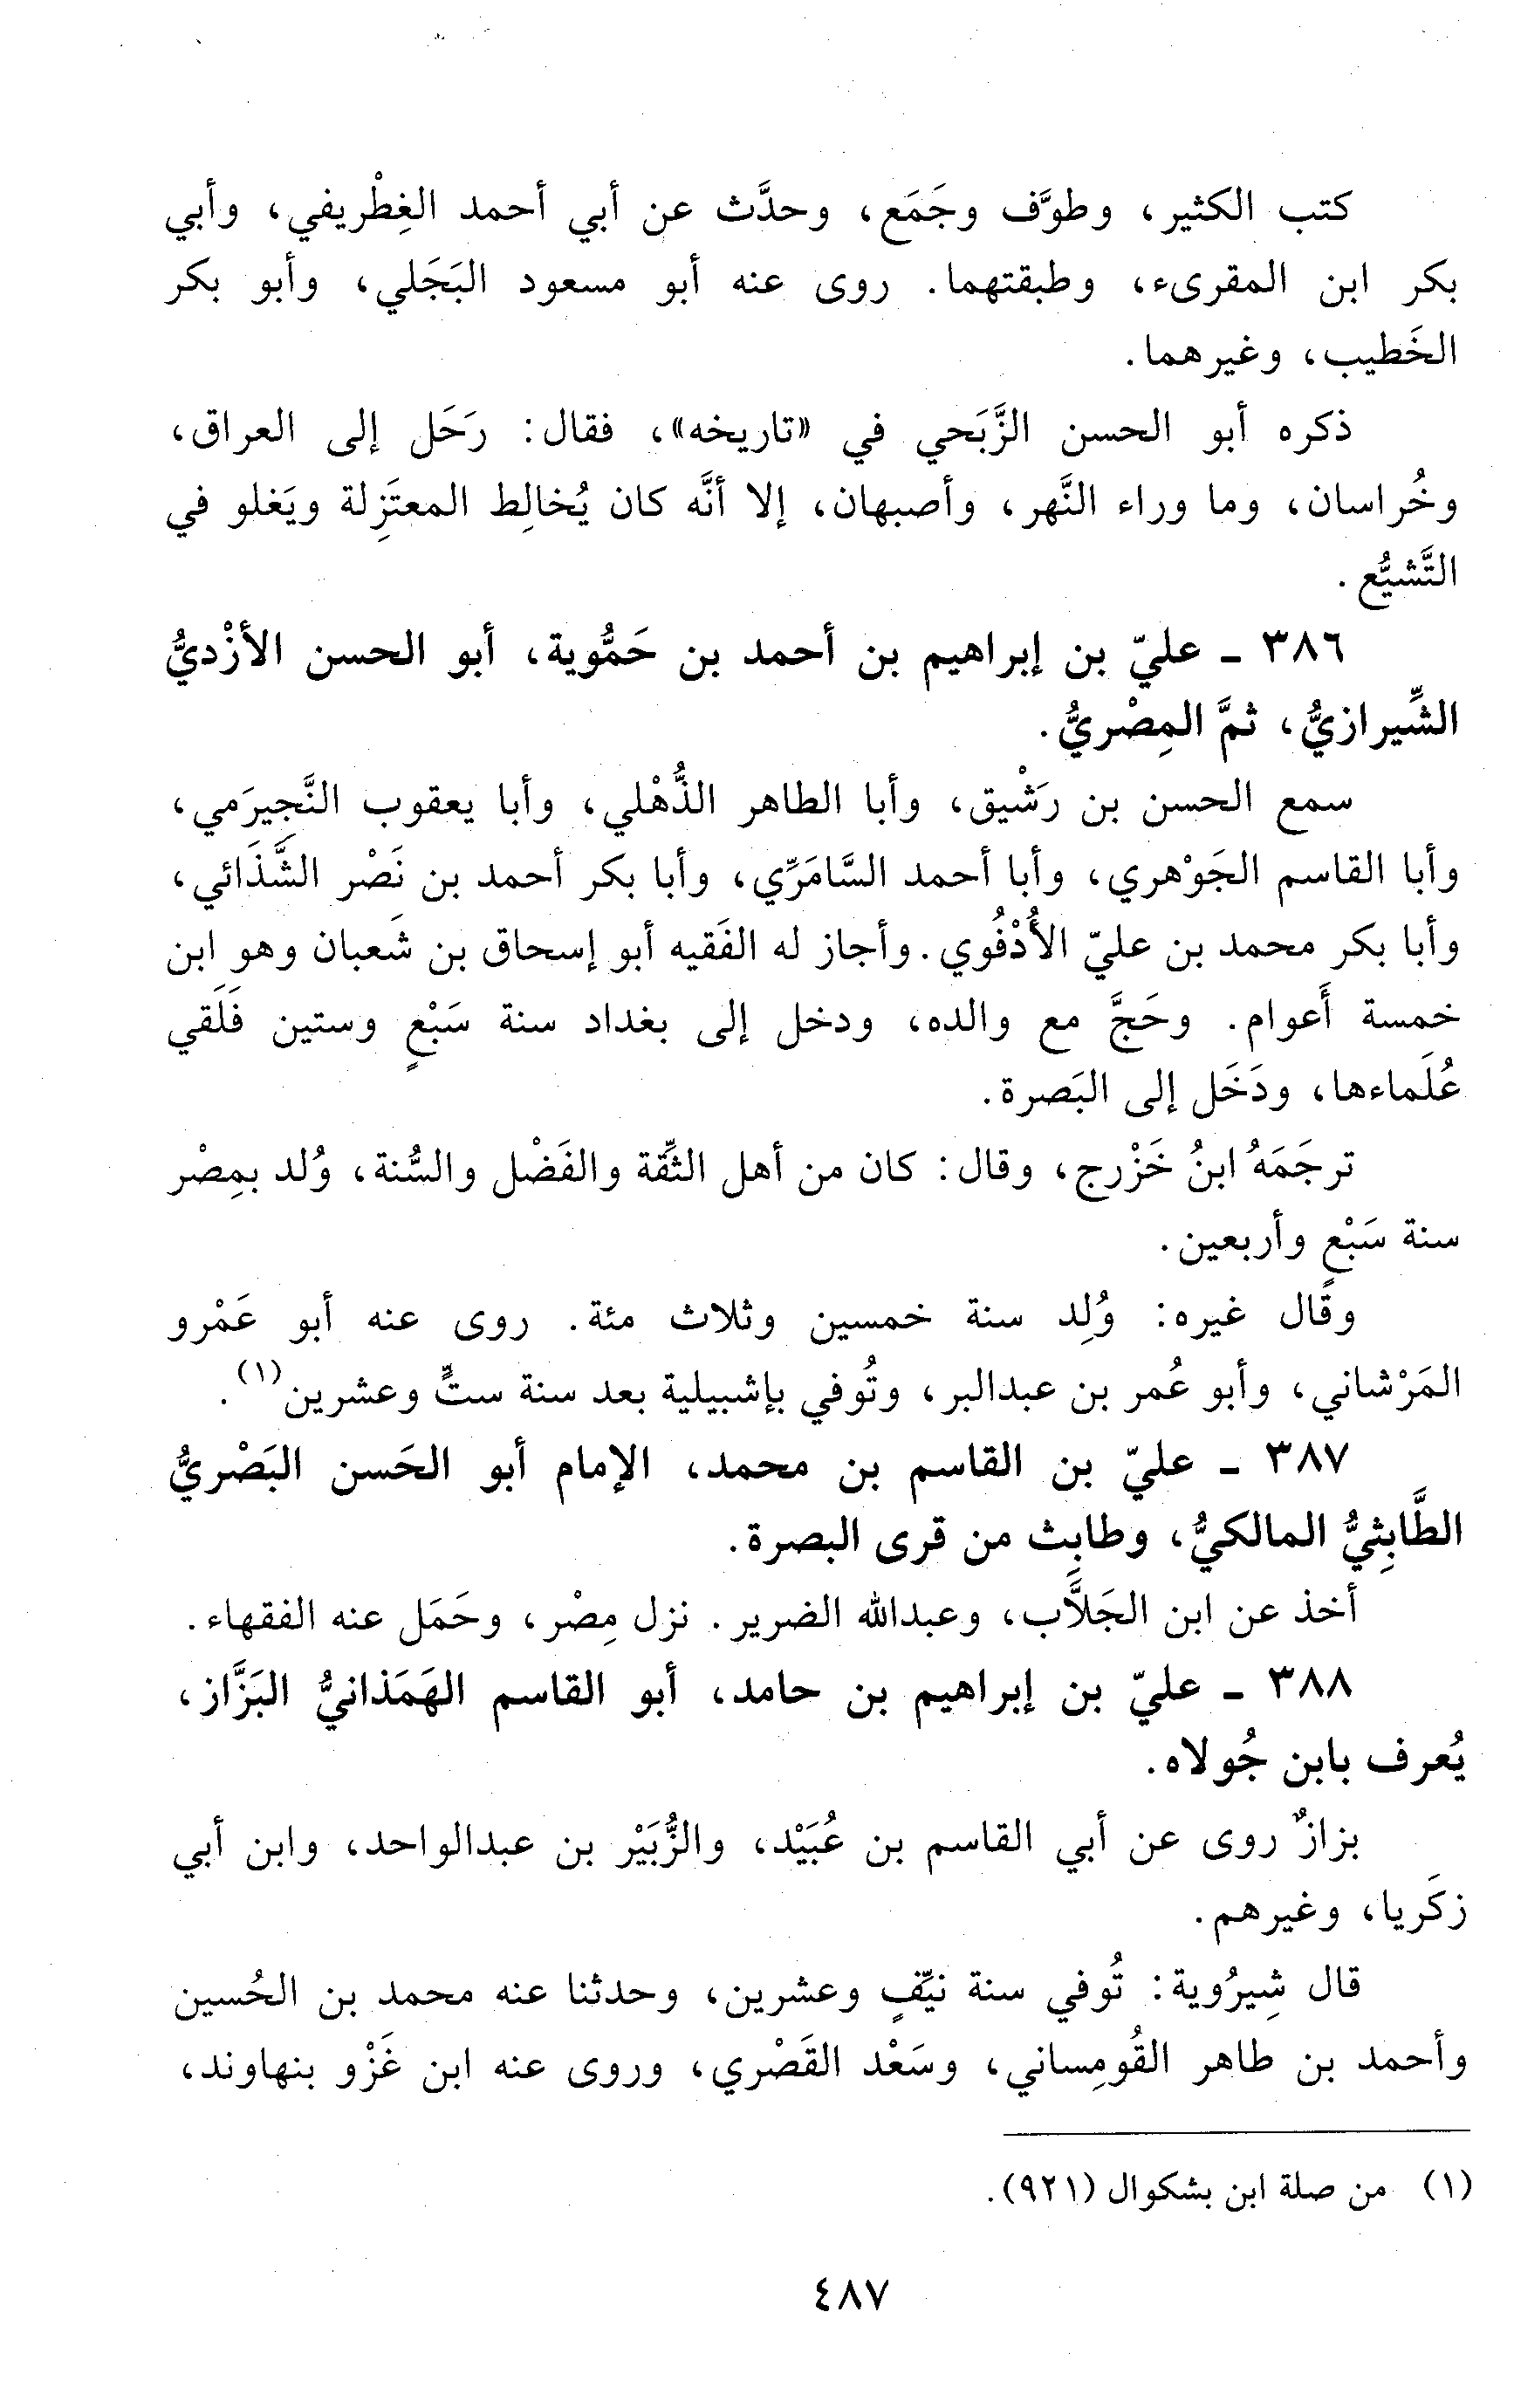 كتب الكثير، وطوَّف وجَمَع، وحدَّث عن أبي أحمد الغِطْريفي، وأبي
بكر ابن المقرىء، وطبقتهما. روى عنه أبو مسعود البَجَلي، وأبو بكر
الخَطيب، وغيرهما.
ذكره أبو الحسن الزَّبَحي في «تاريخه»، فقال: رَحَل إلى العراق،
وخُراسان، وما وراء النَّهر، وأصبهان، إلا أنَّه كان يُخالِط المعتَزِلة ويَغلو في
التَّشيُّع.
٣٨٦ ـ عليّ بن إبراهيم بن أحمد بن حَمُّوية، أبو الحسن الأزْديُّ
الشِّيرازيُّ، ثمَّ المِصْريُّ.
سمع الحسن بن رَشْيق، وأبا الطاهر الذُّهْلي، وأبا يعقوب النَّجِيرَمي،
وأبا القاسم الجَوْهري، وأبا أحمد السَّامَرِّي، وأبا بكر أحمد بن نَصْر الشَّذَائي،
وأبا بكر محمد بن عليّ الأُدْفُوي. وأجاز له الفَقيه أبو إسحاق بن شَعبان وهو ابن
خمسة أَعوام. وحَجَّ مع والده، ودخل إلى بغداد سنة سَبْعٍ وستين فَلَقي
عُلَماءها، ودَخَل إلى البَصرة.
ترجَمَهُ ابنُ خَزْرج، وقال: كان من أهل الثِّقة والفَضْل والسُّنة، وُلد بمِصْر
سنة سَبْعٍ وأربعين.
وقال غيره: وُلِد سنة خمسين وثلاث مئة. روى عنه أبو عَمْرو
المَرْشاني، وأبو عُمر بن عبدالبر، وتُوفي بإشبيلية بعد سنة ستٍّ وعشرين(١).
٣٨٧ ـ عليّ بن القاسم بن محمد، الإمام أبو الحَسن البَصْريُّ
الطَّابِثيُّ المالكيُّ، وطابِث من قرى البصرة.
أخذ عن ابن الجَلاَّب، وعبدالله الضرير. نزل مِصْر، وحَمَل عنه الفقهاء.
٣٨٨ ـ عليّ بن إبراهيم بن حامد، أبو القاسم الهَمَذانيُّ البَزَّاز،
يُعرف بابن جُولاه.
بزازٌ روى عن أبي القاسم بن عُبَيْد، والزُّبَيْر بن عبدالواحد، وابن أبي
زكَريا، وغيرهم.
قال شِيرُوية: تُوفي سنة نيّفٍ وعشرين، وحدثنا عنه محمد بن الحُسين
وأحمد بن طاهر القُومِساني، وسَعْد القَصْري، وروى عنه ابن غَزْو بنهاوند،
(١) من صلة ابن بشكوال (٩٢١).
٤٨٧